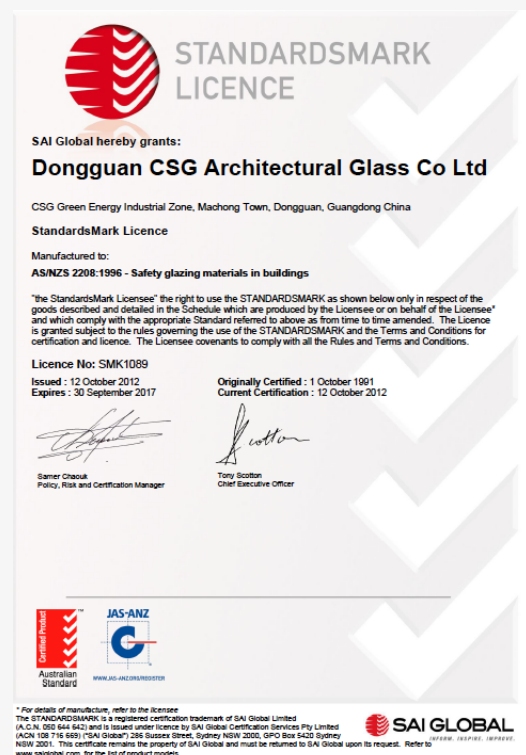 STANDARDSMARK
LICENCE
SAI Global hereby grants:
Dongguan CSG Architectural Glass Co Ltd
CSG Green Energy Industrial Zone, Machong Town, Dongguan, Guangdong China
StandardsMark Licence
Manufactured to:
AS/NZS 2208:1996 - Safety glazing materials in buildings
"the StandardsMark Licensee" the right to use the STANDARDSMARK as shown below only in respect of the
goods described and detailed in the Schedule which are produced by the Licensee or on behalf of the Licensee*
and which comply with the appropriate Standard referred to above as from time to time amended. The Licence
is granted subject to the rules governing the use of the STANDARDSMARK and the Terms and Conditions for
certification and licence. The Licensee covenants to comply with all the Rules and Terms and Conditions.
Licence No: SMK1089
Issued : 12 October 2012 Originally Certified : 1 October 1991
Expires : 30 September 2017 Current Certification : 12 October 2012
Samer Chaouk Tony Scotton
Policy, Risk and Certification Manager Chief Executive Officer
Certified Product
TM
Australian
Standard
JAS-ANZ
WWW.JAS-ANZ.ORG/REGISTER
* For details of manufacture, refer to the licensee
The STANDARDSMARK is a registered certification trademark of SAI Global Limited
(A.C.N. 050 644 642) and is issued under licence by SAI Global Certification Services Pty Limited
(ACN 108 716 669) ("SAI Global") 286 Sussex Street, Sydney NSW 2000, GPO Box 5420 Sydney
NSW 2001. This certificate remains the property of SAI Global and must be returned to SAI Global upon its request. Refer to
www.saiglobal.com for the list of product models
SAI GLOBAL
INFORM. INSPIRE. IMPROVE.